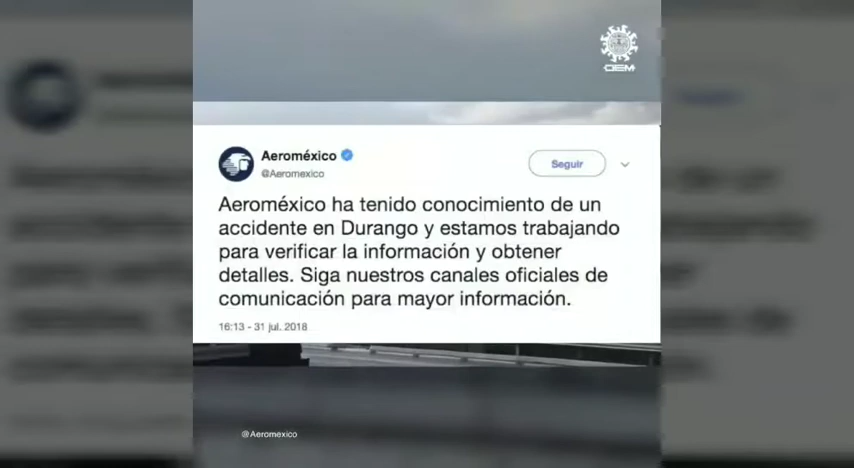 OEM
Aeroméxico
@Aeromexico
Seguir
Aeroméxico ha tenido conocimiento de un
accidente en Durango y estamos trabajando
para verificar la información y obtener
detalles. Siga nuestros canales oficiales de
comunicación para mayor información.
16:13 - 31 jul. 2018
@Aeromexico